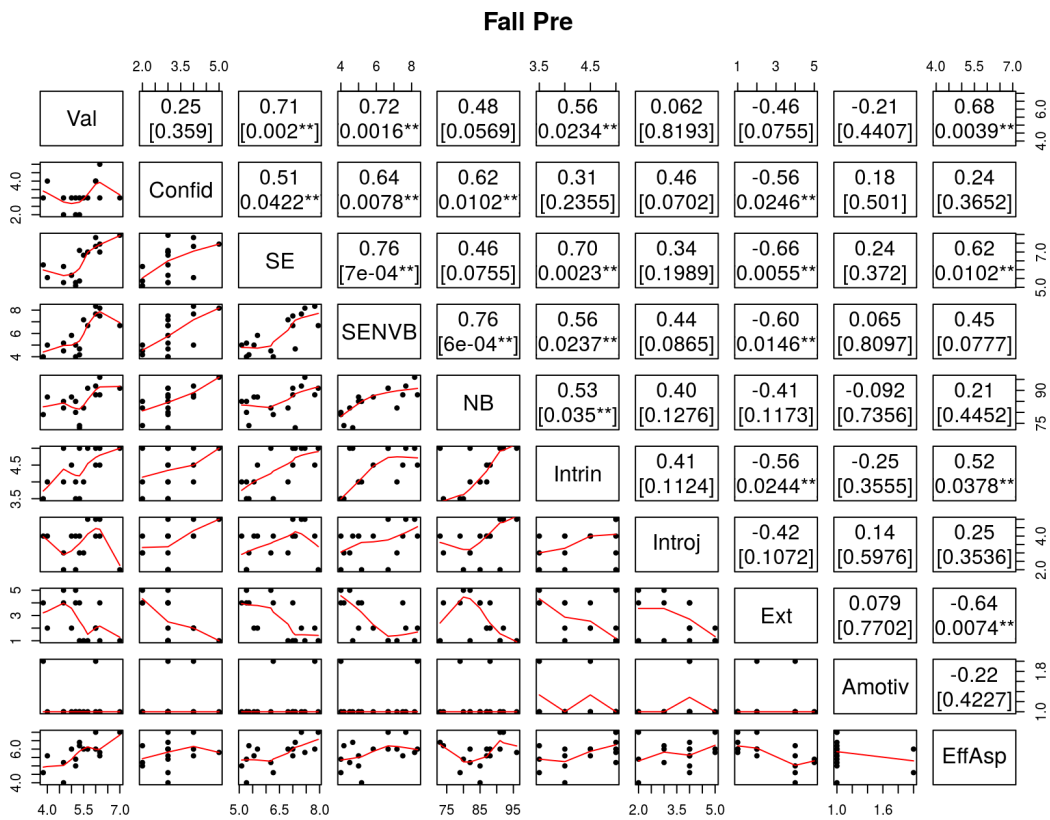 Fall Pre
2.0 3.5 5.0 4 6 8 3.5 4.5 1 3 5 4.0 5.5 7.0
Val 0.25 0.71 0.72 0.48 0.56 0.062 -0.46 -0.21 0.68
[0.359] [0.002**] 0.0016** [0.0569] 0.0234** [0.8193] [0.0755] [0.4407] 0.0039**
4.0 6.0
2.0 4.0
Confid 0.51 0.64 0.62 0.31 0.46 -0.56 0.18 0.24
0.0422** 0.0078** 0.0102** [0.2355] [0.0702] 0.0246** [0.501] [0.3652]
SE 0.76 0.46 0.70 0.34 -0.66 0.24 0.62
[7e-04**] [0.0755] 0.0023** [0.1989] 0.0055** [0.372] 0.0102**
5.0 7.0
4 6 8
SENVB 0.76 0.56 0.44 -0.60 0.065 0.45
[6e-04**] 0.0237** [0.0865] 0.0146** [0.8097] [0.0777]
NB 0.53 0.40 -0.41 -0.092 0.21
[0.035**] [0.1276] [0.1173] [0.7356] [0.4452]
75 90
3.5 4.5
Intrin 0.41 -0.56 -0.25 0.52
[0.1124] 0.0244** [0.3555] 0.0378**
Introj -0.42 0.14 0.25
[0.1072] [0.5976] [0.3536]
2.0 4.0
1 3 5
Ext 0.079 -0.64
[0.7702] 0.0074**
Amotiv -0.22
[0.4227]
1.0 1.8
4.0 6.0
EffAsp
4.0 5.5 7.0 5.0 6.5 8.0 75 85 95 2.0 3.5 5.0 1.0 1.6